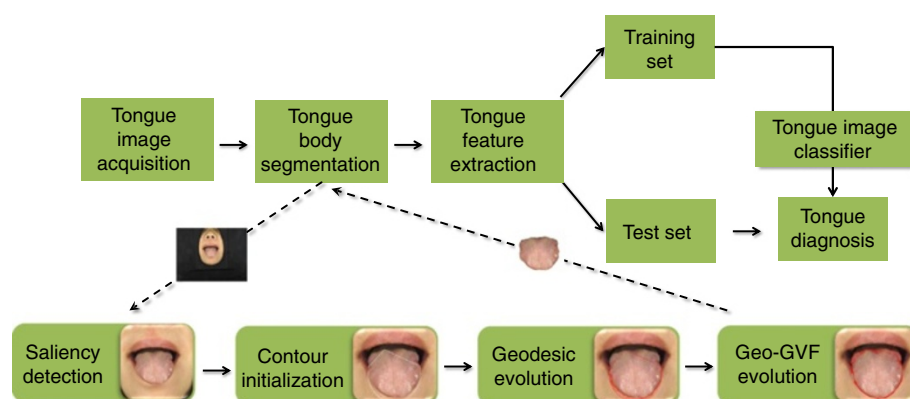 Training
set
Tongue
image
acquisition
Tongue
body
segmentation
Tongue
feature
extraction
Tongue image
classifier
Test set
Tongue
diagnosis
Saliency
detection
Contour
initialization
Geodesic
evolution
Geo-GVF
evolution